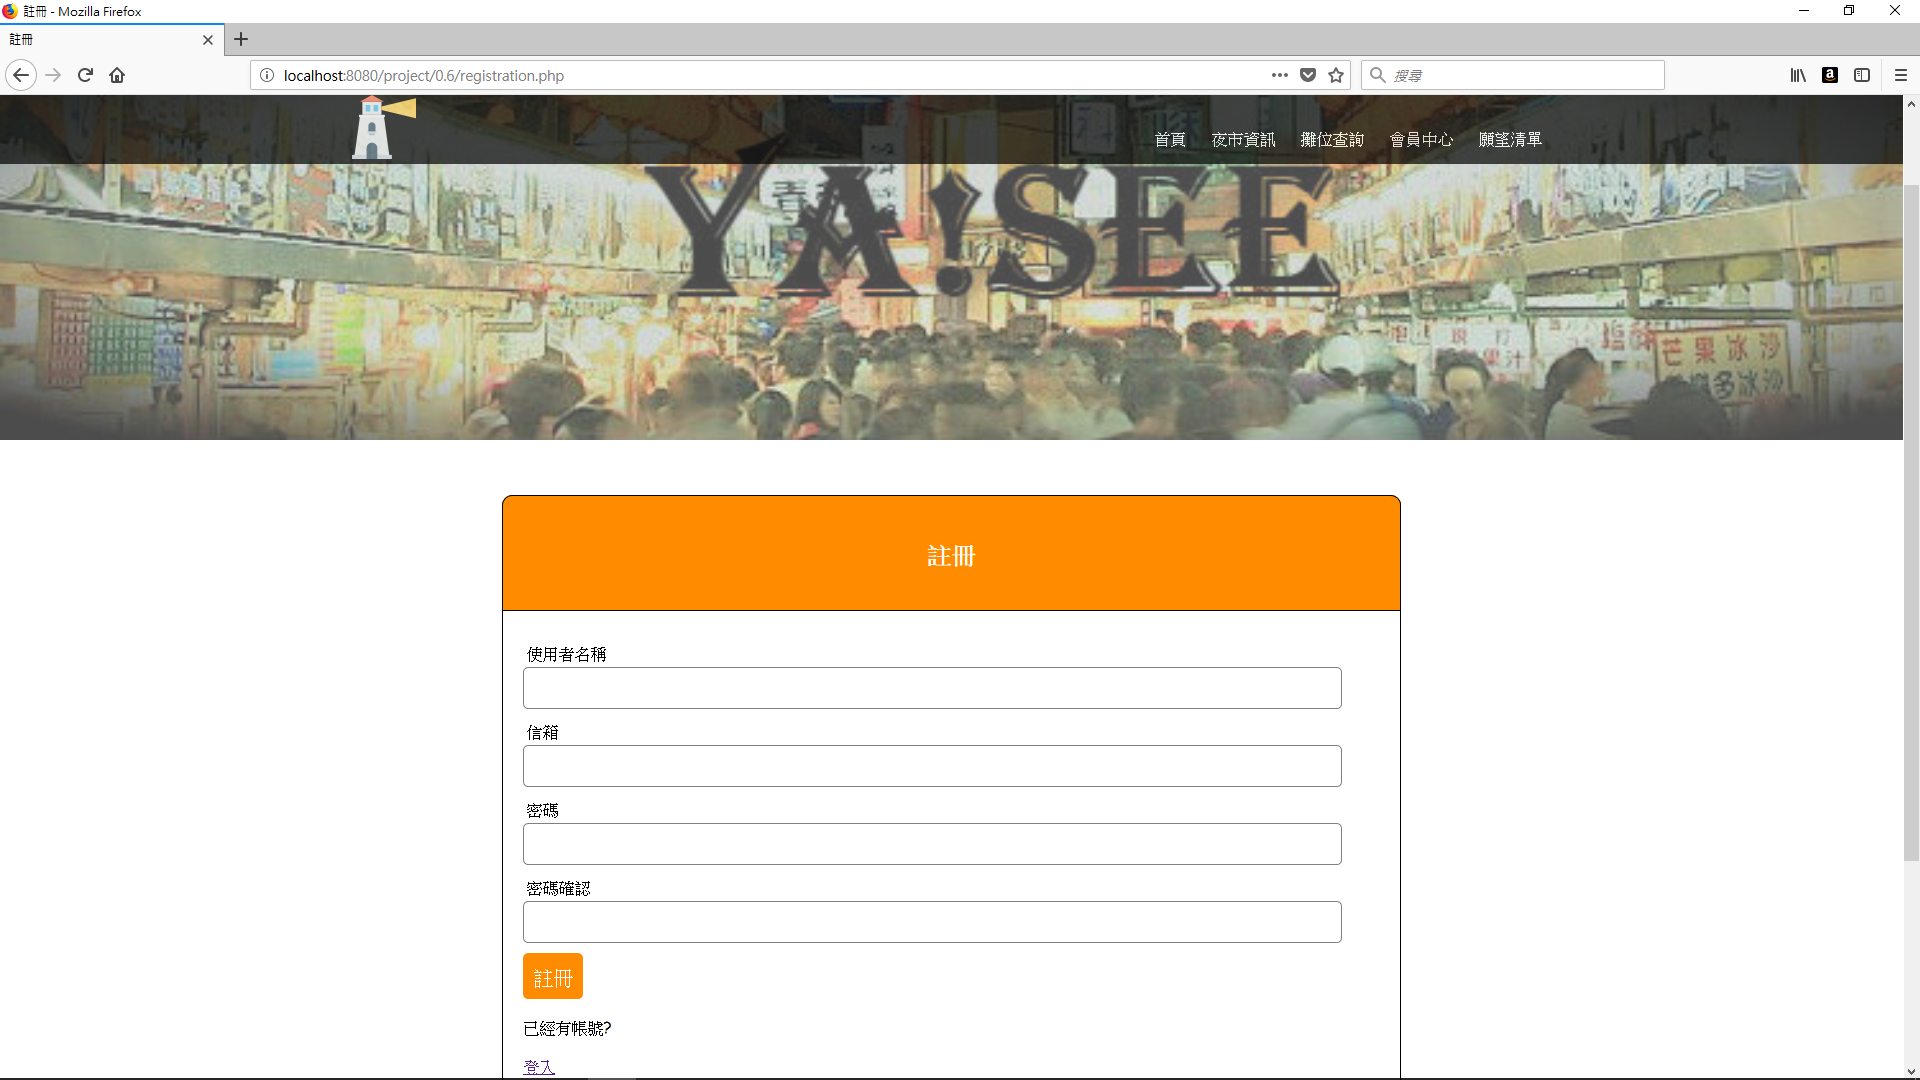 註冊 - Mozilla Firefox
註冊
localhost:8080/project/0.6/registration.php
搜尋
首頁 夜市資訊 攤位查詢 會員中心 願望清單
YA!SEE
芒果冰沙
多冰沙
註冊
使用者名稱
信箱
密碼
密碼確認
註冊
已經有帳號?
登入